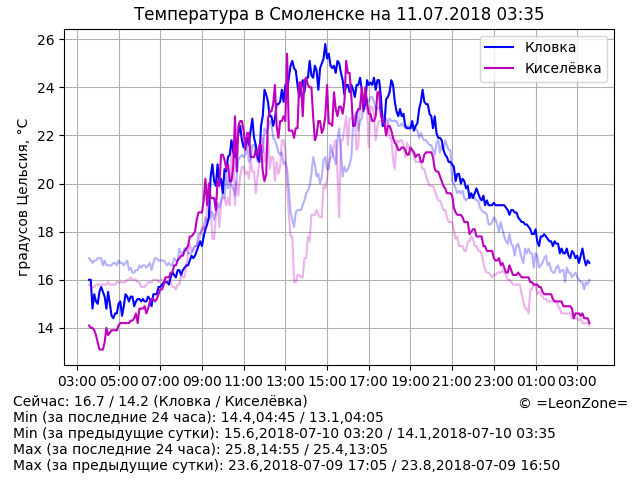 Температура в Смоленске на 11.07.2018 03:35
градусов Цельсия, °C
26
24
22
20
18
16
14
Кловка
Киселёвка
03:00 05:00 07:00 09:00 11:00 13:00 15:00 17:00 19:00 21:00 23:00 01:00 03:00
Сейчас: 16.7 / 14.2 (Кловка / Киселёвка)
© =LeonZone=
Min (за последние 24 часа): 14.4,04:45 / 13.1,04:05
Min (за предыдущие сутки): 15.6,2018-07-10 03:20 / 14.1,2018-07-10 03:35
Max (за последние 24 часа): 25.8,14:55 / 25.4,13:05
Max (за предыдущие сутки): 23.6,2018-07-09 17:05 / 23.8,2018-07-09 16:50